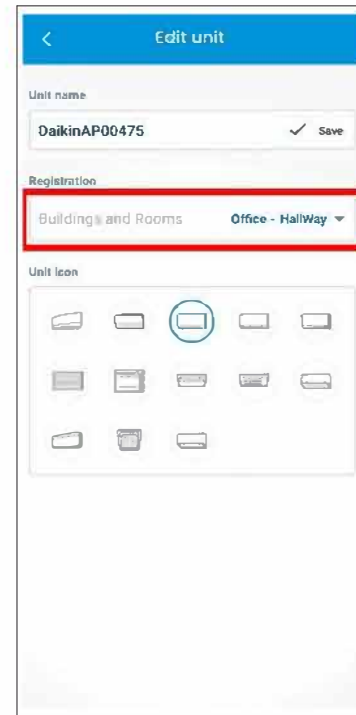 Edit unit
Unit name
DaikinAP00475 Save
Registration
Buildings and Rooms Office - HallWay
Unit Icon